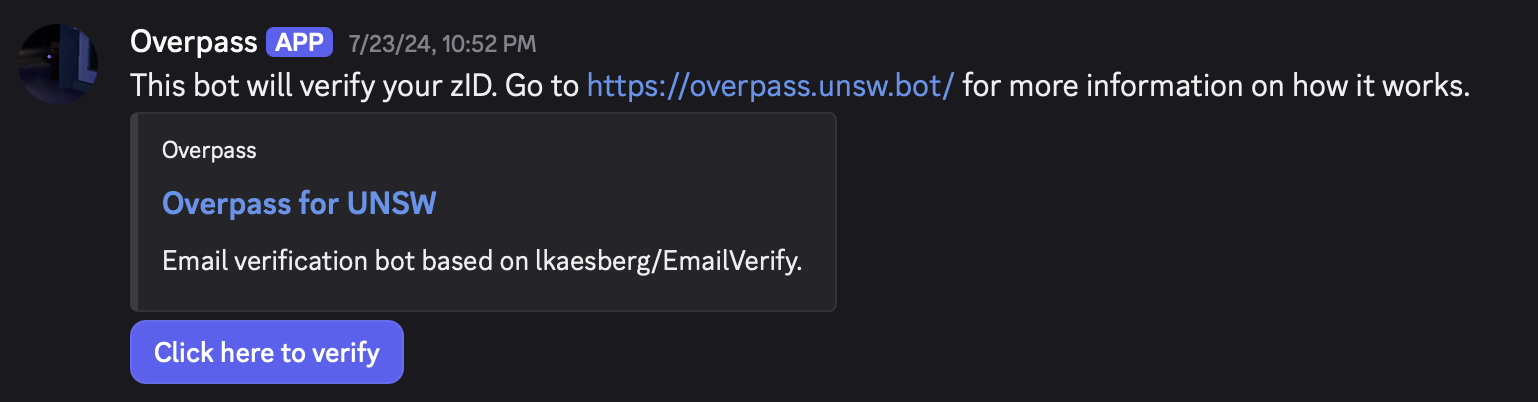 Overpass APP 7/23/24, 10:52 PM
This bot will verify your zID. Go to https://overpass.unsw.bot/ for more information on how it works.
Overpass
Overpass for UNSW
Email verification bot based on lkaesberg/EmailVerify.
Click here to verify